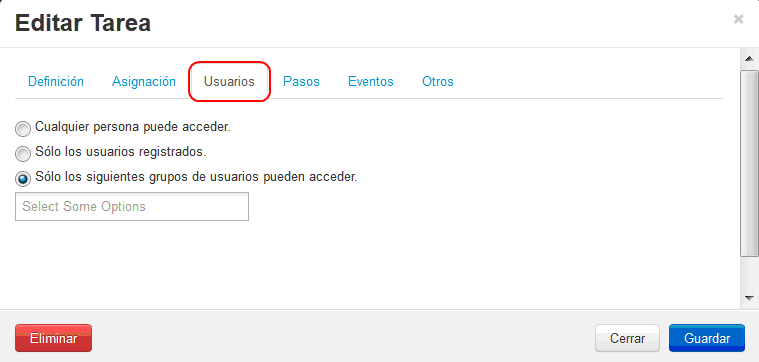 Editar Tarea
×
Definición Asignación Usuarios Pasos Eventos Otros
Cualquier persona puede acceder.
Sólo los usuarios registrados.
Sólo los siguientes grupos de usuarios pueden acceder.
Select Some Options
Eliminar Cerrar Guardar